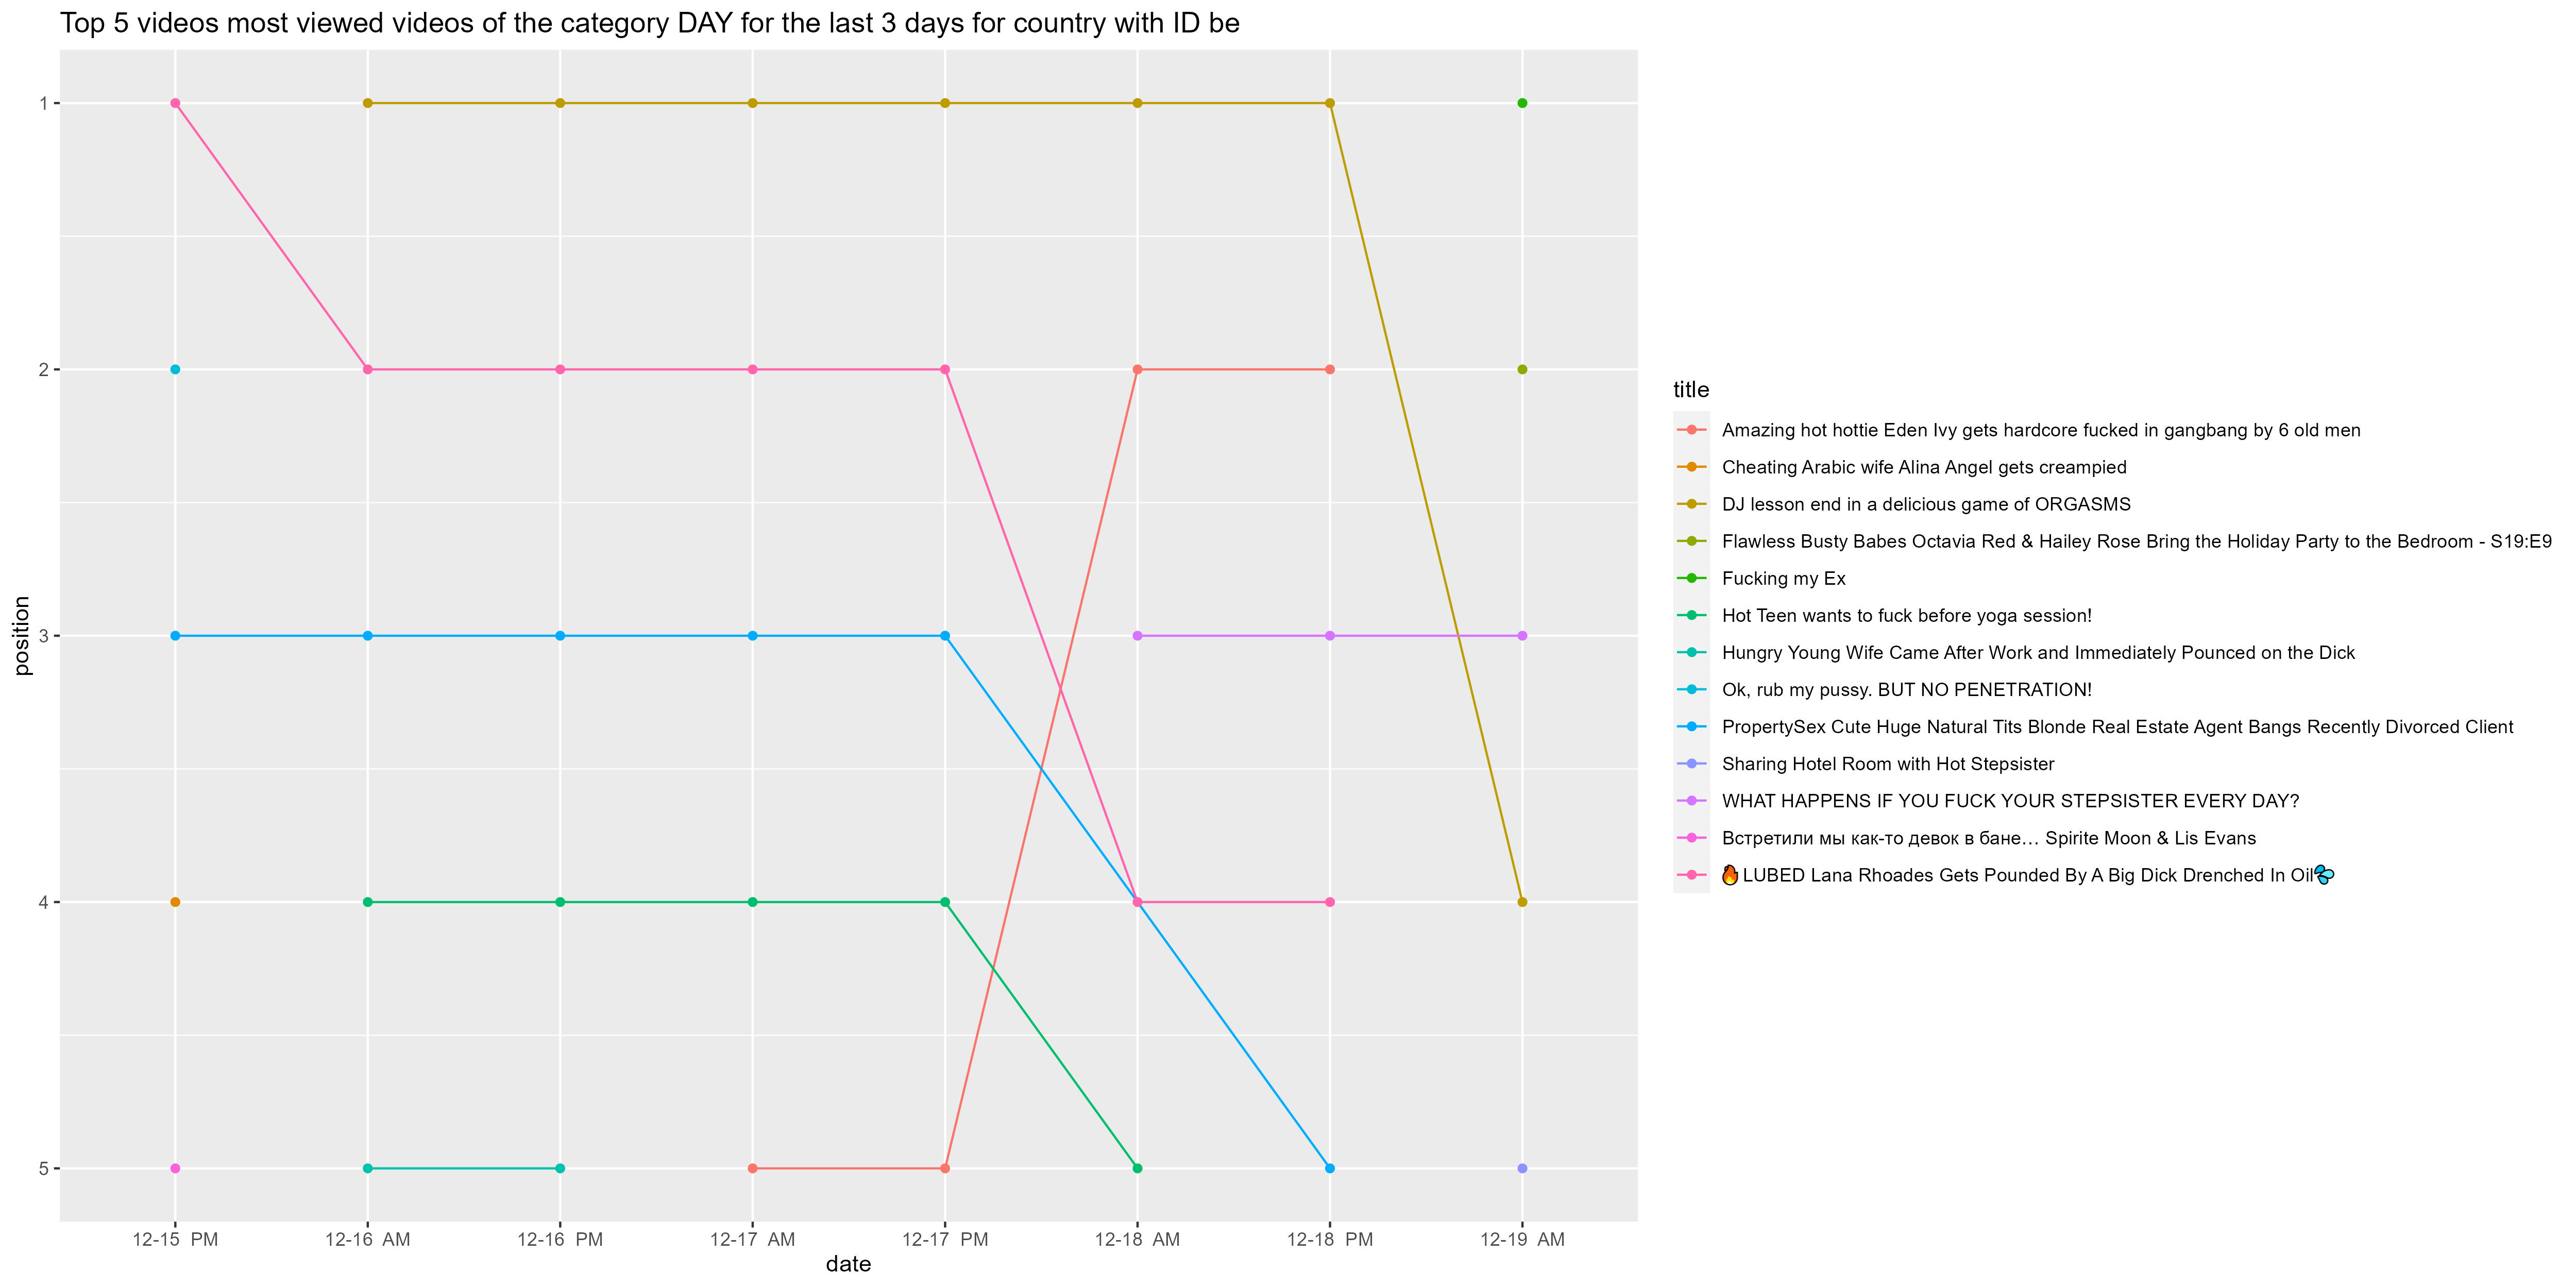 Top 5 videos most viewed videos of the category DAY for the last 3 days for country with ID be
position
1
2
3
4
5
12-15 PM
12-16 AM
12-16 PM
12-17 AM
12-17 PM
12-18 AM
12-18 PM
12-19 AM
date
title
Amazing hot hottie Eden Ivy gets hardcore fucked in gangbang by 6 old men
Cheating Arabic wife Alina Angel gets creampied
DJ lesson end in a delicious game of ORGASMS
Flawless Busty Babes Octavia Red & Hailey Rose Bring the Holiday Party to the Bedroom - S19:E9
Fucking my Ex
Hot Teen wants to fuck before yoga session!
Hungry Young Wife Came After Work and Immediately Pounced on the Dick
Ok, rub my pussy. BUT NO PENETRATION!
PropertySex Cute Huge Natural Tits Blonde Real Estate Agent Bangs Recently Divorced Client
Sharing Hotel Room with Hot Stepsister
WHAT HAPPENS IF YOU FUCK YOUR STEPSISTER EVERY DAY?
Встретили мы как-то девок в бане… Spirite Moon & Lis Evans
🔥LUBED Lana Rhoades Gets Pounded By A Big Dick Drenched In Oil💦